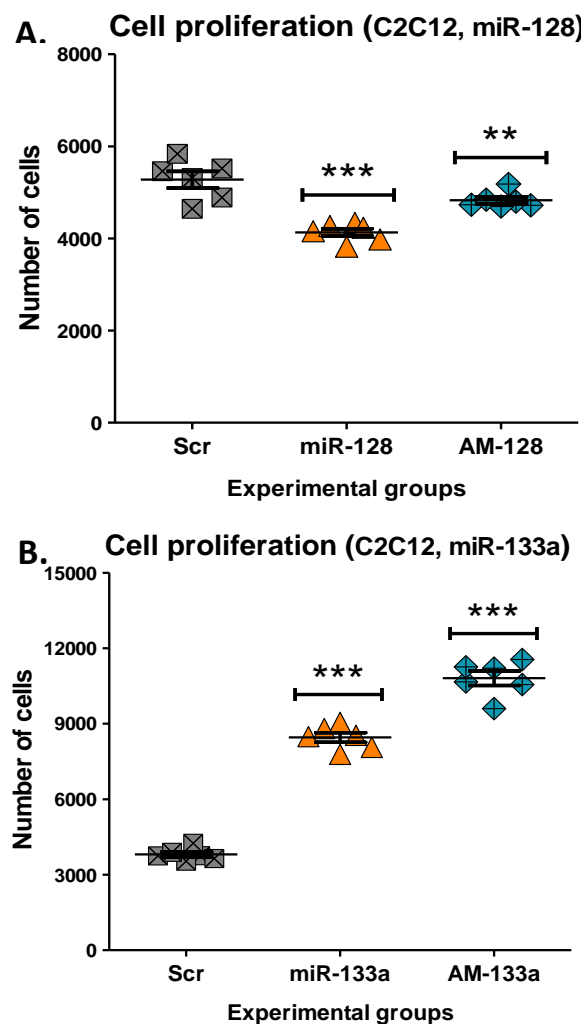 A.
Cell proliferation (C2C12, miR-128)
Number of cells
8000
6000
4000
2000
0
***
**
Scr miR-128 AM-128
Experimental groups
B.
Cell proliferation (C2C12, miR-133a)
Number of cells
15000
12000
9000
6000
3000
0
***
***
Scr miR-133a AM-133a
Experimental groups